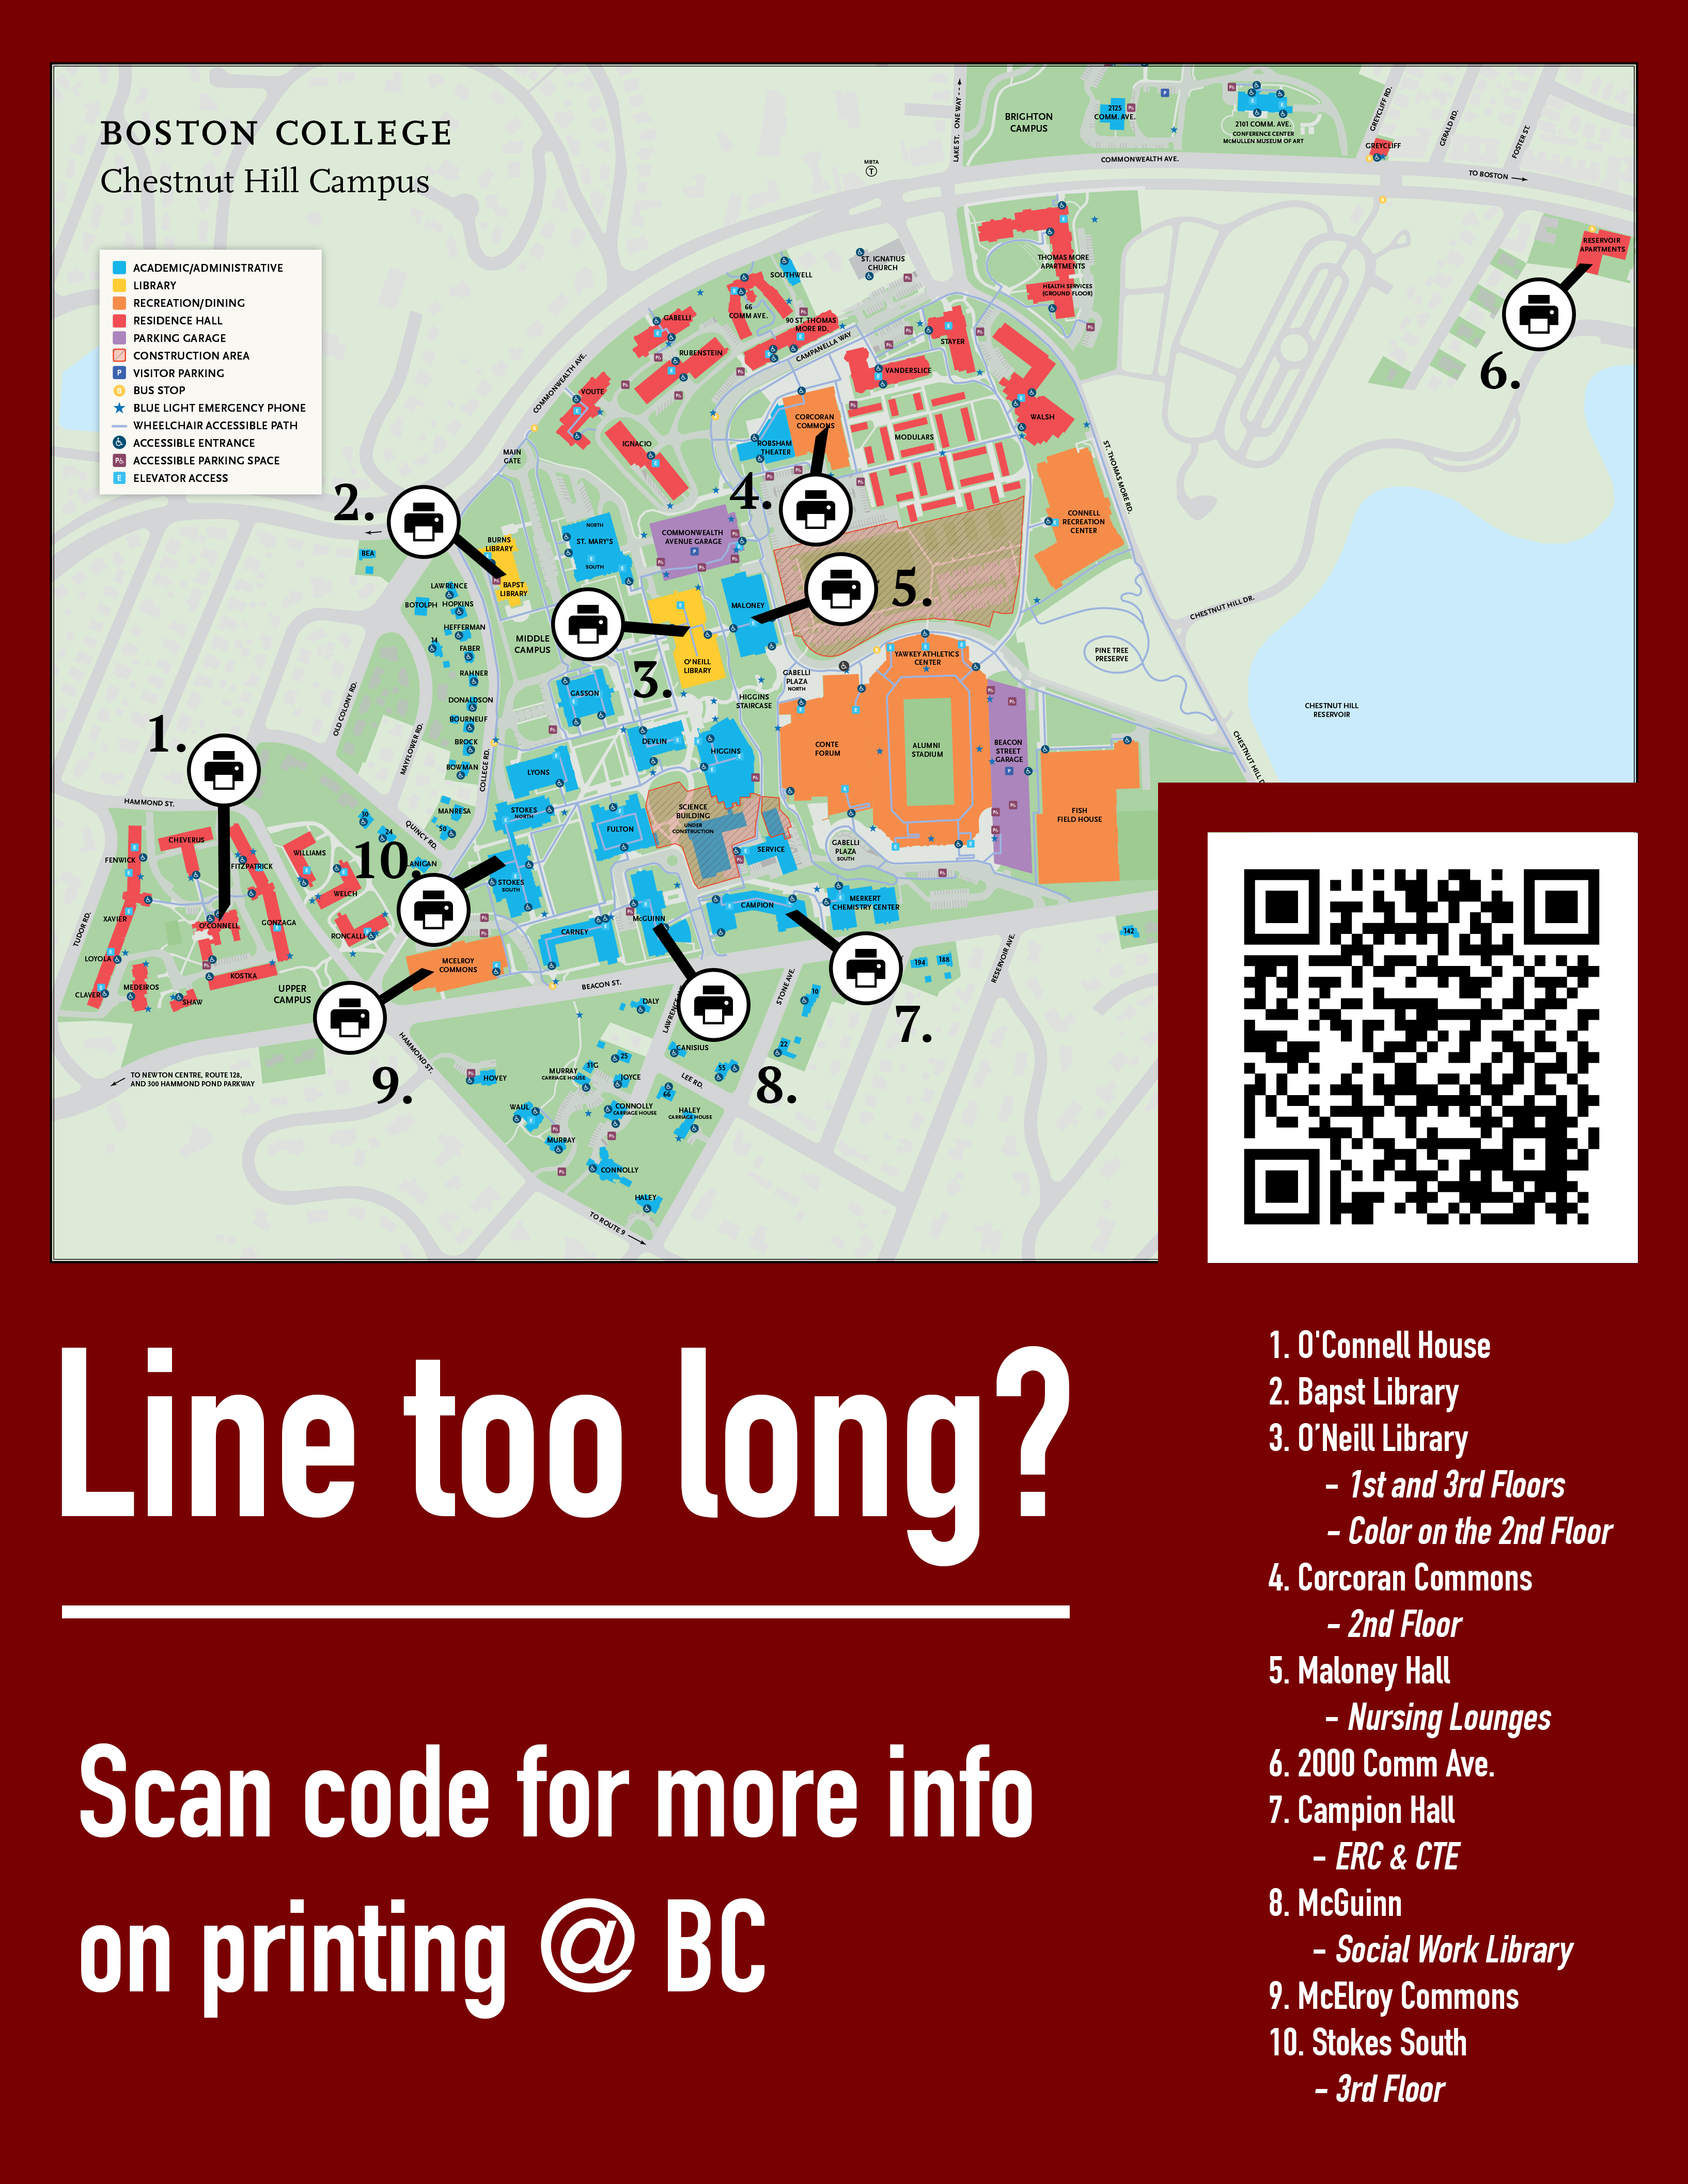 BOSTON COLLEGE
Chestnut Hill Campus
ACADEMIC/ADMINISTRATIVE
LIBRARY
RECREATION/DINING
RESIDENCE HALL
PARKING GARAGE
CONSTRUCTION AREA
P VISITOR PARKING
B BUS STOP
BLUE LIGHT EMERGENCY PHONE
WHEELCHAIR ACCESSIBLE PATH
ACCESSIBLE ENTRANCE
ACCESSIBLE PARKING SPACE
E ELEVATOR ACCESS
LAKE ST. ONE WAY
BRIGHTON
CAMPUS
2125
COMM. AVE.
2101 COMM. AVE.
CONFERENCE CENTER
MCMULLEN MUSEUM OF ART
GREYCLIFF RD.
GREYCLIFF
GERALD RD.
FOSTER ST.
COMMONWEALTH AVE.
TO BOSTON
MBTA
T
RESERVOIR
APARTMENTS
6.
THOMAS MORE
APARTMENTS
HEALTH SERVICES
(GROUND FLOOR)
ST. IGNATIUS
CHURCH
SOUTHWELL
66
COMM AVE.
90 ST. THOMAS
MORE RD.
GABELLI
RUBENSTEIN
CAMPANELLA WAY
STAYER
VANDERSLICE
COMMONWEALTH AVE.
VOUTE
IGNACIO
CORCORAN
COMMONS
ROBSHAM
THEATER
MODULARS
WALSH
ST. THOMAS MORE RD.
MAIN
GATE
2.
4.
CONNELL
RECREATION
CENTER
BEA
BURNS
LIBRARY
BAPST
LIBRARY
NORTH
ST. MARY'S
SOUTH
COMMONWEALTH
AVENUE GARAGE
MALONEY
5.
LAWRENCE
BOTOLPH
HOPKINS
HEFFERMAN
14
FABER
RAHNER
DONALDSON
BOURNEUF
BROCK
BOWMAN
MIDDLE
CAMPUS
3.
O'NEILL
LIBRARY
GASSON
HIGGINS
STAIRCASE
GABELLI
PLAZA
NORTH
YAWKEY ATHLETICS
CENTER
PINE TREE
PRESERVE
CHESTNUT HILL DR.
CHESTNUT HILL
RESERVOIR
CHESTNUT HILL D
1.
OLD COLONY RD.
MAYFLOWER RD.
COLLEGE RD.
DEVLIN
HIGGINS
LYONS
CONTE
FORUM
ALUMNI
STADIUM
BEACON
STREET
GARAGE
FISH
FIELD HOUSE
HAMMOND ST.
MANRESA
30
24
50
QUINCY RD.
STOKES
NORTH
FULTON
SCIENCE
BUILDING
UNDER
CONSTRUCTION
SERVICE
GABELLI
PLAZA
SOUTH
10.
LANIGAN
STOKES
SOUTH
CHEVERUS
FENWICK
FITZPATRICK
WILLIAMS
WELCH
XAVIER
O'CONNELL
GONZAGA
RONCALLI
TUDOR RD.
LOYOLA
CLAVER
MEDEIROS
SHAW
KOSTKA
UPPER
CAMPUS
MCELROY
COMMONS
CARNEY
McGUINN
CAMPION
MERKERT
CHEMISTRY CENTER
142
194
188
RESERVOIR AVE.
BEACON ST.
7.
9.
8.
HAMMOND ST.
TO NEWTON CENTRE, ROUTE 128,
AND 300 HAMMOND POND PARKWAY
DALY
STONE AVE.
10
22
CANISIUS
25
31G
MURRAY
CARRIAGE HOUSE
JOYCE
LEE RD.
55
66
HOVEY
WAUL
CONNOLLY
CARRIAGE HOUSE
HALEY
CARRIAGE HOUSE
MURRAY
CONNOLLY
HALEY
TO ROUTE 9
Line too long?
Scan code for more info
on printing @ BC
1. O'Connell House
2. Bapst Library
3. O'Neill Library
- 1st and 3rd Floors
- Color on the 2nd Floor
4. Corcoran Commons
- 2nd Floor
5. Maloney Hall
- Nursing Lounges
6. 2000 Comm Ave.
7. Campion Hall
- ERC & CTE
8. McGuinn
- Social Work Library
9. McElroy Commons
10. Stokes South
- 3rd Floor